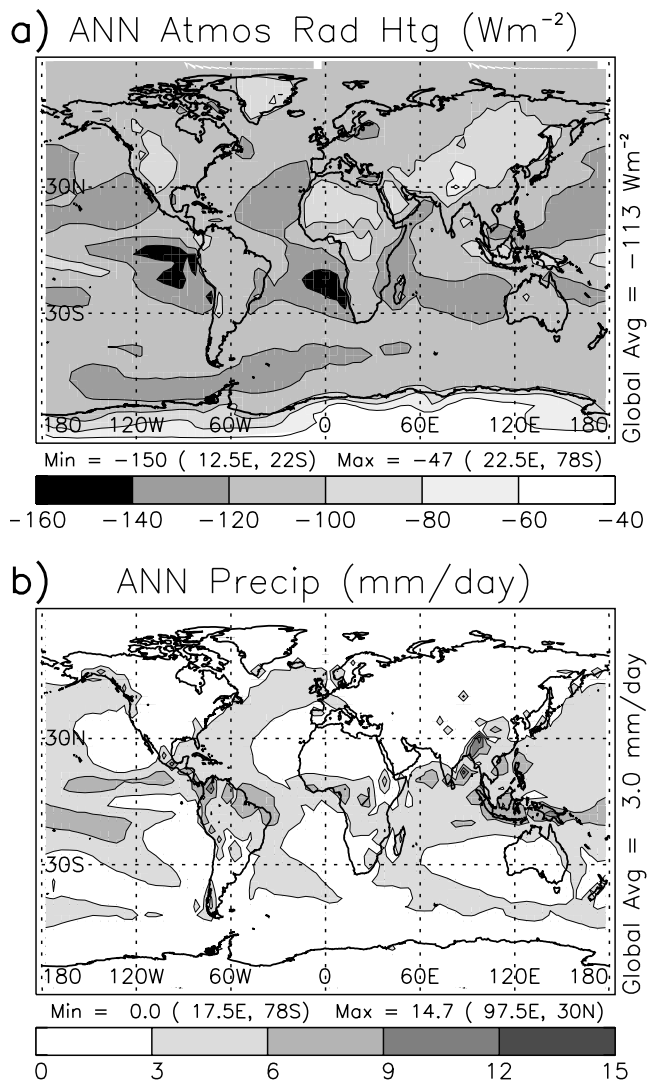 a) ANN Atmos Rad Htg (Wm⁻²)
30N
30S
180 120W 60W 0 60E 120E 180
Global Avg = −113 Wm⁻²
Min = −150 ( 12.5E, 22S) Max = −47 ( 22.5E, 78S)
−160 −140 −120 −100 −80 −60 −40
b) ANN Precip (mm/day)
30N
30S
180 120W 60W 0 60E 120E 180
Global Avg = 3.0 mm/day
Min = 0.0 ( 17.5E, 78S) Max = 14.7 ( 97.5E, 30N)
0 3 6 9 12 15